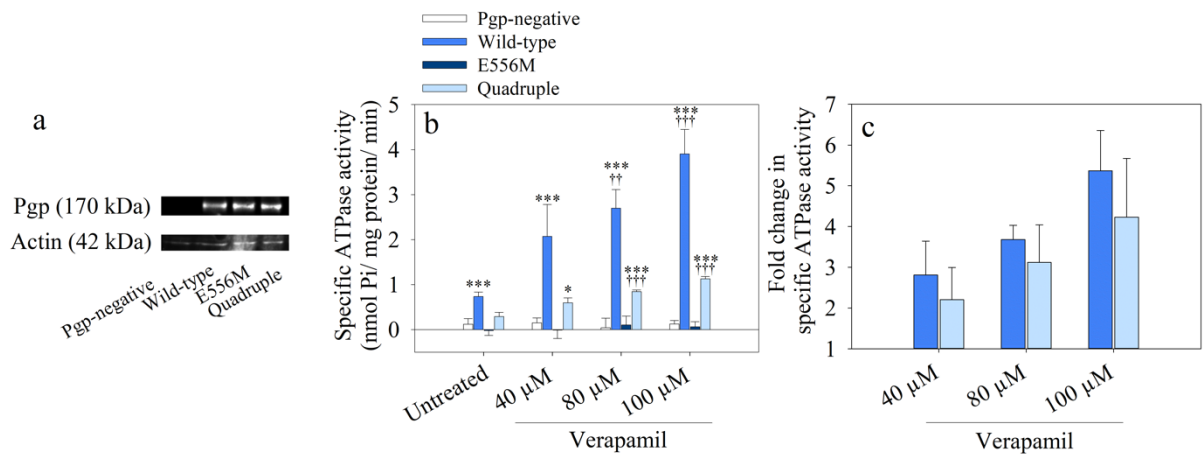 a
Pgp (170 kDa)
Actin (42 kDa)
Pgp-negative
Wild-type
E556M
Quadruple
Pgp-negative
Wild-type
E556M
Quadruple
b
Specific ATPase activity
(nmol Pi/ mg protein/ min)
5
4
3
2
1
0
***
***
*
***
††
***
†††
***
†††
***
†††
Untreated
40 µM
80 µM
100 µM
Verapamil
c
Fold change in
specific ATPase activity
7
6
5
4
3
2
1
40 µM
80 µM
100 µM
Verapamil